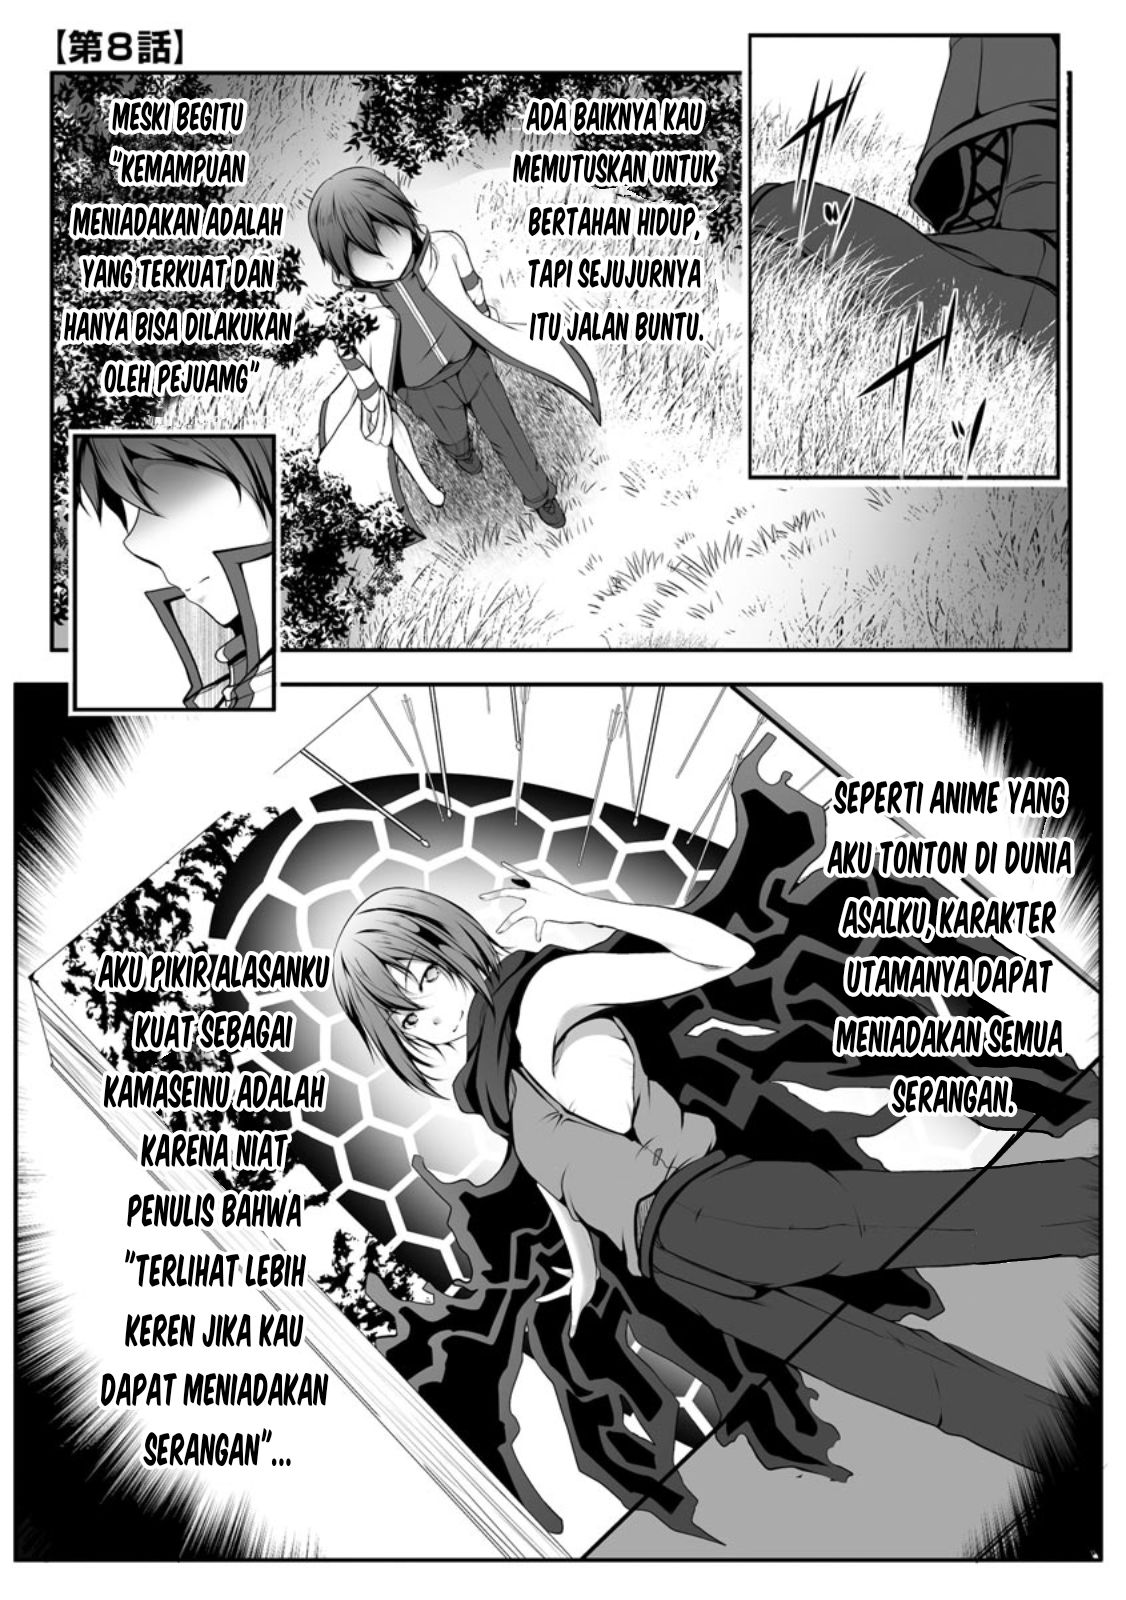 【第8話】
ADA BAIKNYA KAU
MEMUTUSKAN UNTUK
BERTAHAN HIDUP,
TAPI SEJUJURNYA
ITU JALAN BUNTU.
MESKI BEGITU
"KEMAMPUAN
MENIADAKAN ADALAH
YANG TERKUAT DAN
HANYA BISA DILAKUKAN
OLEH PEJUAMG"
SEPERTI ANIME YANG
AKU TONTON DI DUNIA
ASALKU, KARAKTER
UTAMANYA DAPAT
MENIADAKAN SEMUA
SERANGAN.
AKU PIKIR ALASANKU
KUAT SEBAGAI
KAMASEINU ADALAH
KARENA NIAT
PENULIS BAHWA
"TERLIHAT LEBIH
KEREN JIKA KAU
DAPAT MENIADAKAN
SERANGAN"...